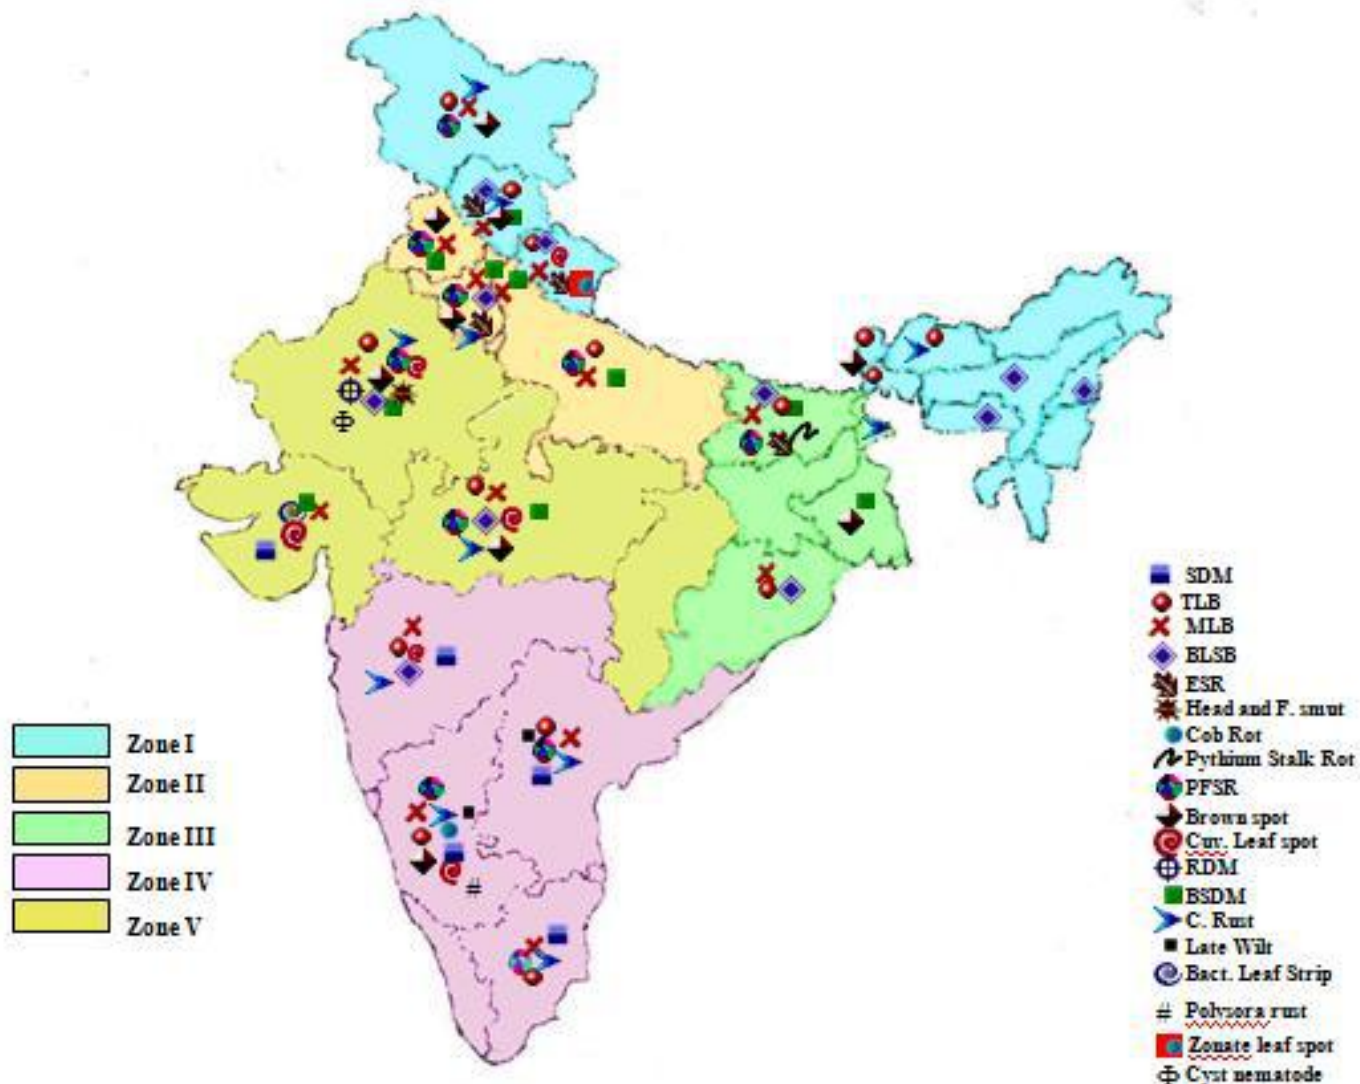 SDM
TLB
MLB
BLSB
ESR
Head and F. smut
Cob Rot
Pythium Stalk Rot
PFSR
Brown spot
Cuv. Leaf spot
RDM
BSDM
C. Rust
Late Wilt
Bact. Leaf Strip
# Polysora rust
Zonate leaf spot
Cyst nematode
Zone I
Zone II
Zone III
Zone IV
Zone V
#